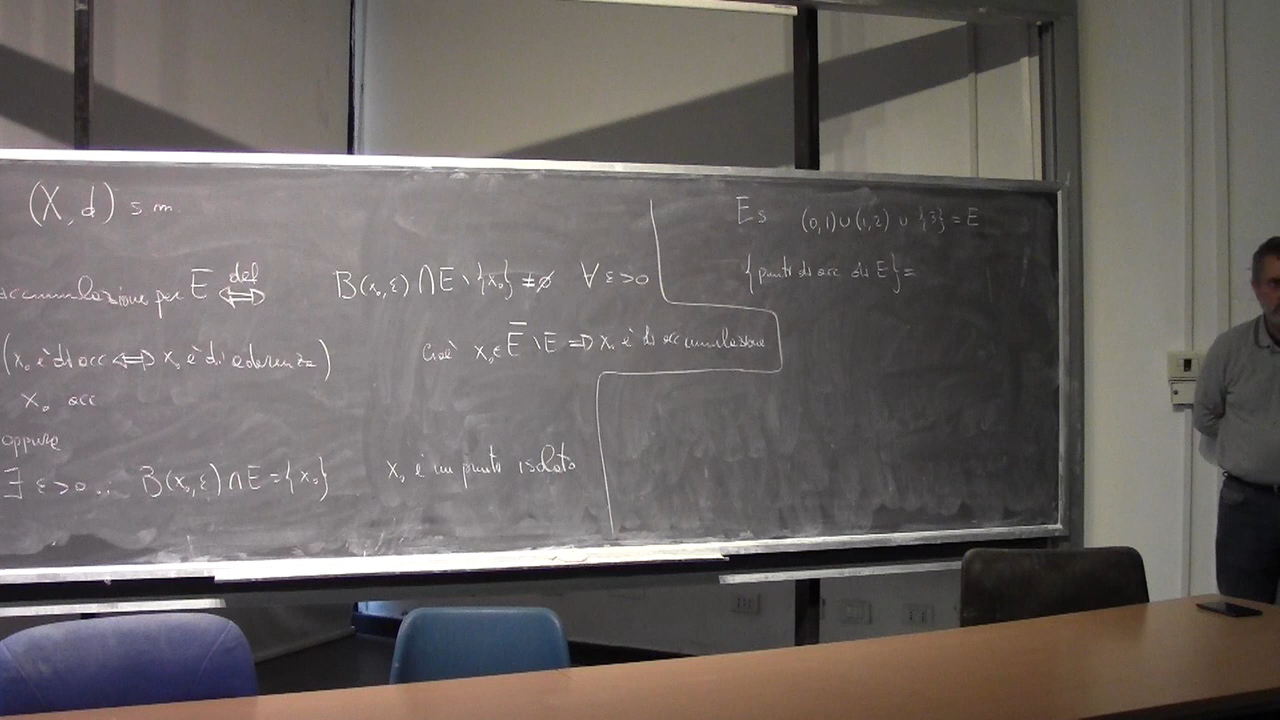 (X, d) s.m.
accumulazione per E ⟺ def B(x₀, ε) ∩ E \ {x₀} ≠ ∅ ∀ ε > 0
cioè x₀ ∈ E̅ \ E ⟹ x₀ è di accumulazione
(x₀ è di acc ⟺ x₀ è di aderenza)
x₀ acc
oppure
∃ ε > 0 : B(x₀, ε) ∩ E = {x₀} x₀ è un punto isolato
Es (0,1) ∪ (1,2) ∪ {3} = E
{punti di acc di E} =